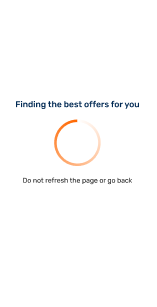 Finding the best offers for you
Do not refresh the page or go back